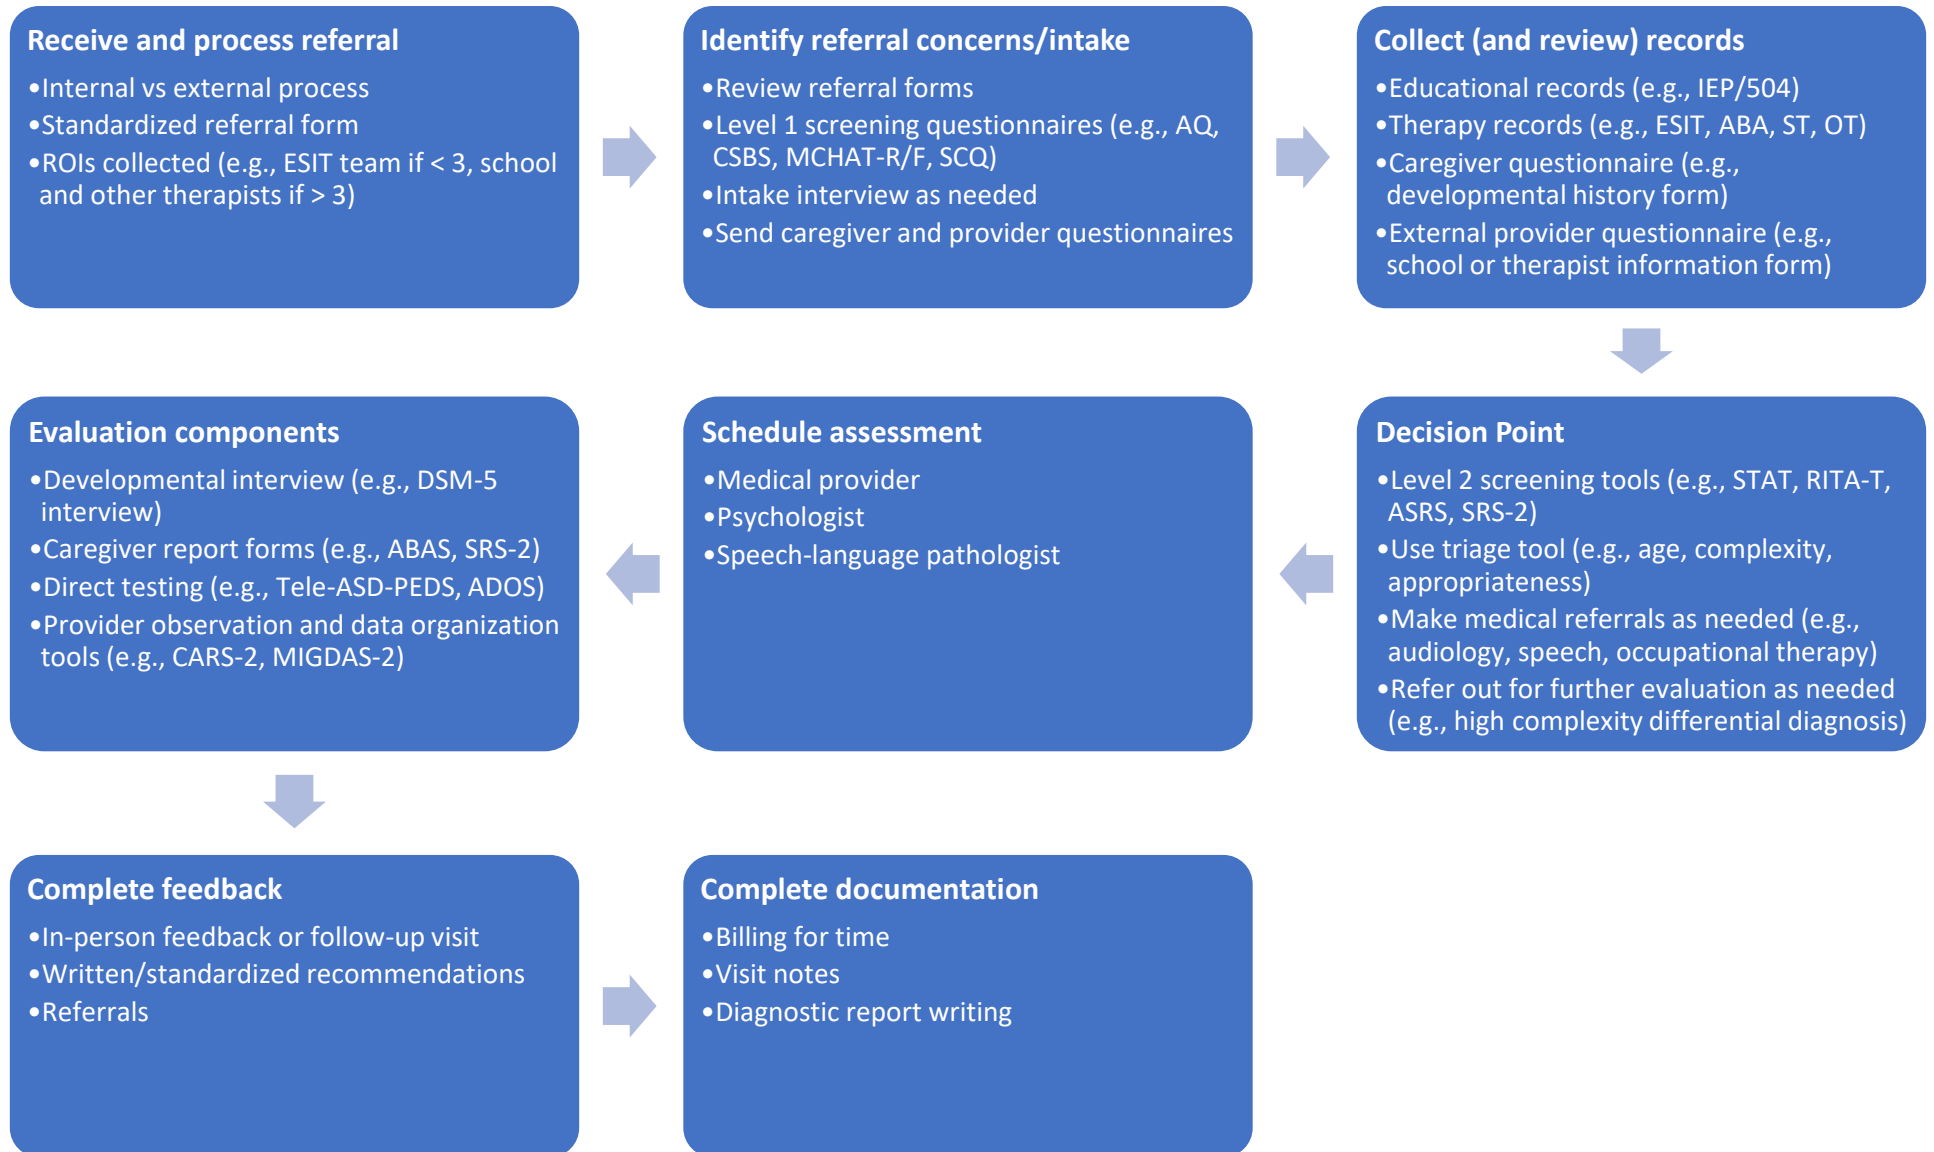 Receive and process referral
•Internal vs external process
•Standardized referral form
•ROIs collected (e.g., ESIT team if < 3, school
and other therapists if > 3)
Identify referral concerns/intake
•Review referral forms
•Level 1 screening questionnaires (e.g., AQ,
CSBS, MCHAT-R/F, SCQ)
•Intake interview as needed
•Send caregiver and provider questionnaires
Collect (and review) records
•Educational records (e.g., IEP/504)
•Therapy records (e.g., ESIT, ABA, ST, OT)
•Caregiver questionnaire (e.g.,
developmental history form)
•External provider questionnaire (e.g.,
school or therapist information form)
Decision Point
•Level 2 screening tools (e.g., STAT, RITA-T,
ASRS, SRS-2)
•Use triage tool (e.g., age, complexity,
appropriateness)
•Make medical referrals as needed (e.g.,
audiology, speech, occupational therapy)
•Refer out for further evaluation as needed
(e.g., high complexity differential diagnosis)
Schedule assessment
•Medical provider
•Psychologist
•Speech-language pathologist
Evaluation components
•Developmental interview (e.g., DSM-5
interview)
•Caregiver report forms (e.g., ABAS, SRS-2)
•Direct testing (e.g., Tele-ASD-PEDS, ADOS)
•Provider observation and data organization
tools (e.g., CARS-2, MIGDAS-2)
Complete feedback
•In-person feedback or follow-up visit
•Written/standardized recommendations
•Referrals
Complete documentation
•Billing for time
•Visit notes
•Diagnostic report writing